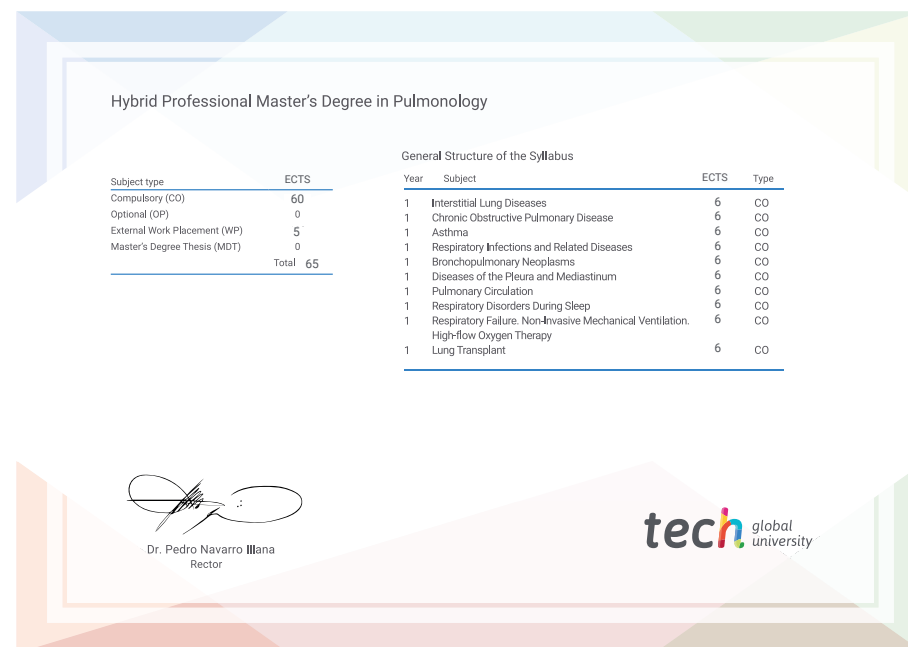 Hybrid Professional Master's Degree in Pulmonology
General Structure of the Syllabus
Subject type ECTS
Compulsory (CO) 60
Optional (OP) 0
External Work Placement (WP) 5
Master's Degree Thesis (MDT) 0
Total 65
Year Subject ECTS Type
1 Interstitial Lung Diseases 6 CO
1 Chronic Obstructive Pulmonary Disease 6 CO
1 Asthma 6 CO
1 Respiratory Infections and Related Diseases 6 CO
1 Bronchopulmonary Neoplasms 6 CO
1 Diseases of the Pleura and Mediastinum 6 CO
1 Pulmonary Circulation 6 CO
1 Respiratory Disorders During Sleep 6 CO
1 Respiratory Failure. Non-Invasive Mechanical Ventilation. 6 CO
High-flow Oxygen Therapy
1 Lung Transplant 6 CO
Dr. Pedro Navarro Illana
Rector
tech global
university